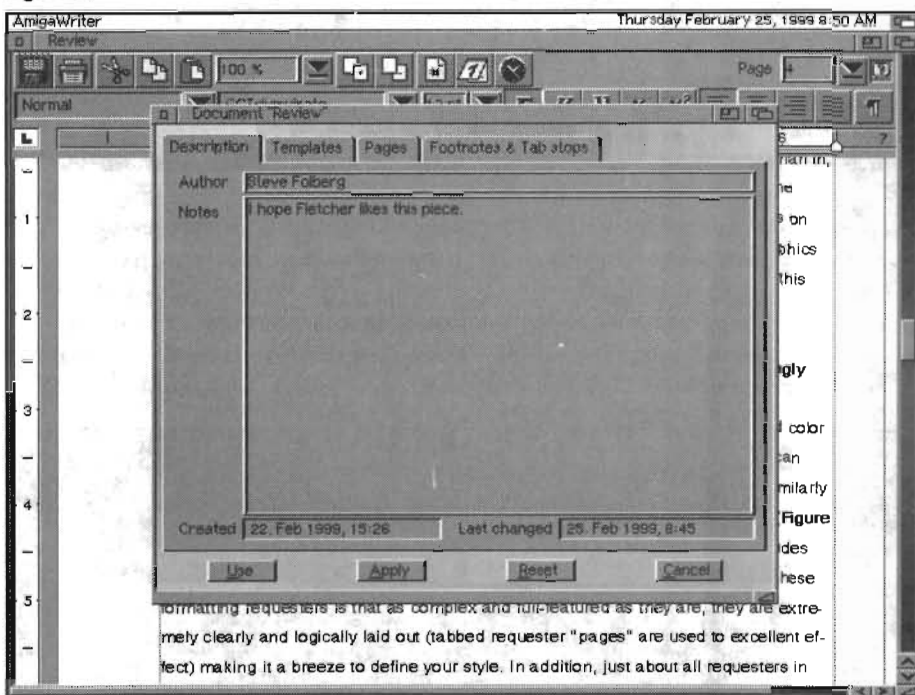 AmigaWriter
Thursday February 25, 1999 8:50 AM
Review
100 %
Page 4
Normal
Document "Review"
7
Description Templates Pages Footnotes & Tab stops
Author Steve Folberg
Notes I hope Fletcher likes this piece.
on
phics
this
1
2
3
4
5
color
(Figure
Created 22. Feb 1999, 15:26 Last changed 25. Feb 1999, 8:45
Use Apply Reset Cancel
formatting requesters is that as complex and full-featured as they are, they are extre-
mely clearly and logically laid out (tabbed requester "pages" are used to excellent ef-
fect) making it a breeze to define your style. In addition, just about all requesters in